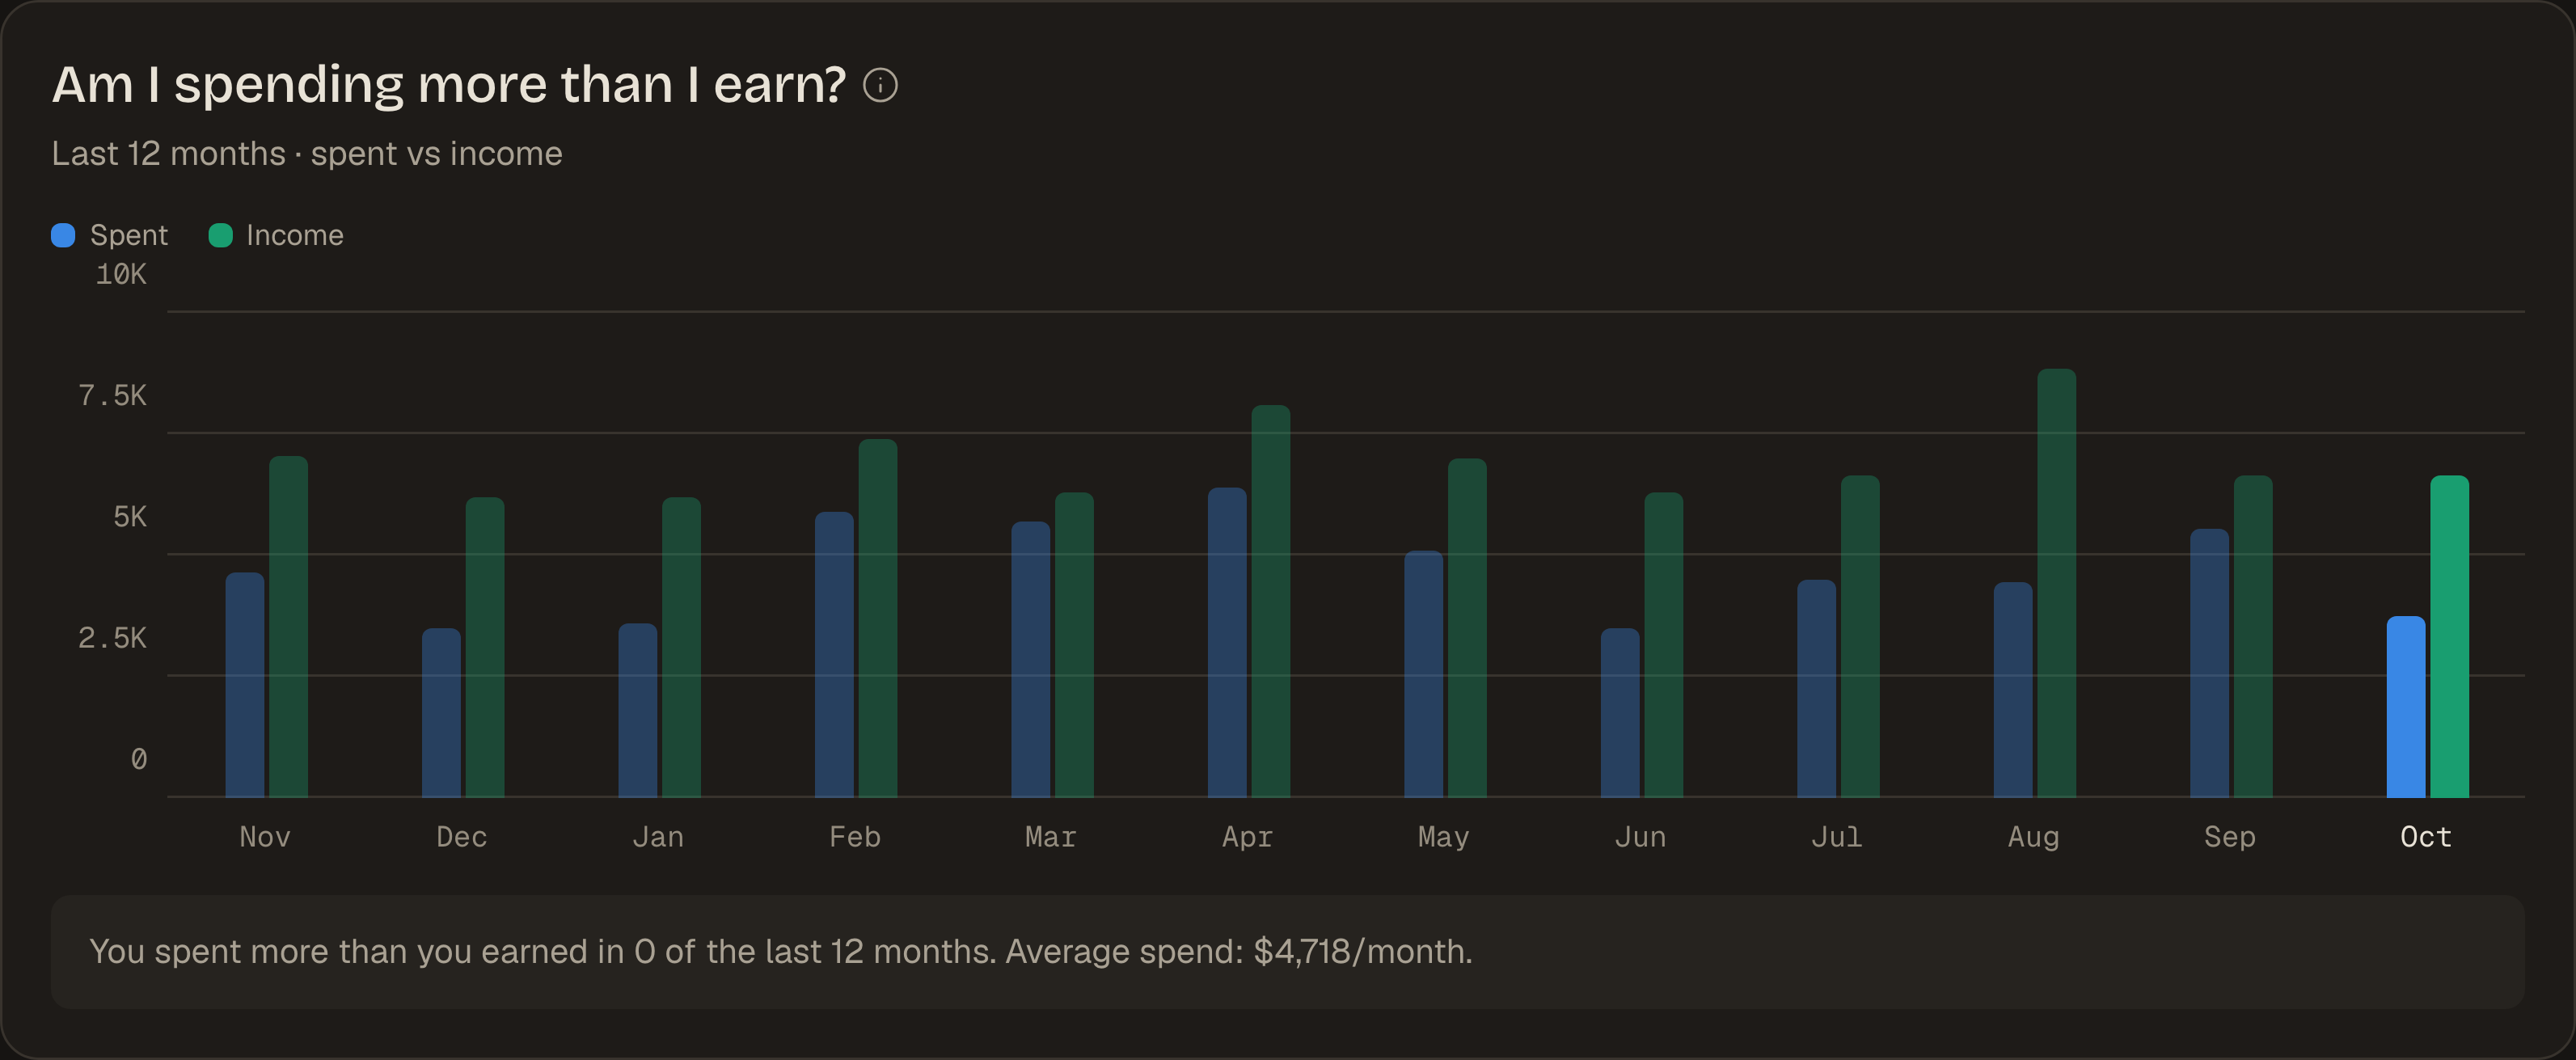 Am I spending more than I earn?
Last 12 months · spent vs income
Spent Income
10K
7.5K
5K
2.5K
0
Nov Dec Jan Feb Mar Apr May Jun Jul Aug Sep Oct
You spent more than you earned in 0 of the last 12 months. Average spend: $4,718/month.